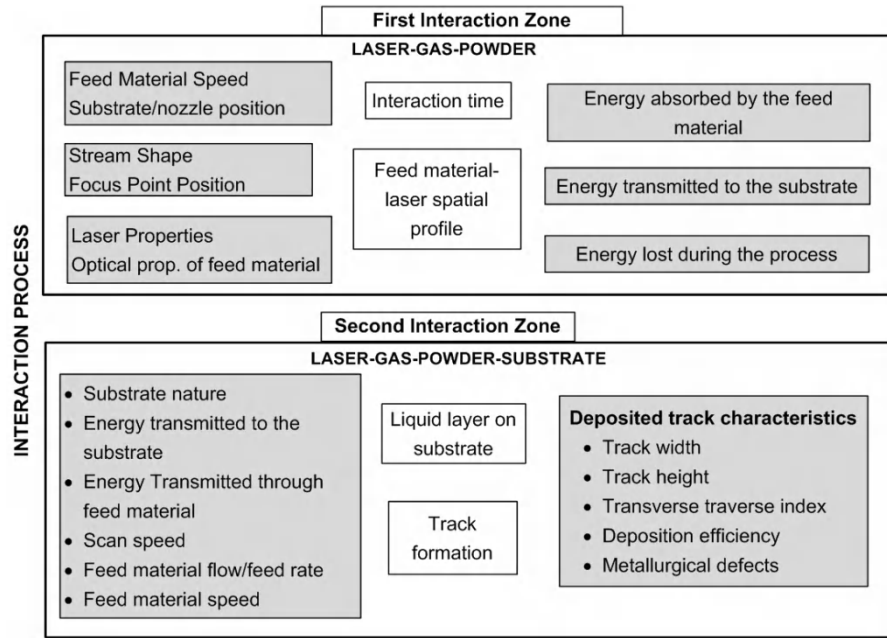 INTERACTION PROCESS
First Interaction Zone
LASER-GAS-POWDER
Feed Material Speed
Substrate/nozzle position
Stream Shape
Focus Point Position
Laser Properties
Optical prop. of feed material
Interaction time
Feed material-
laser spatial
profile
Energy absorbed by the feed
material
Energy transmitted to the substrate
Energy lost during the process
Second Interaction Zone
LASER-GAS-POWDER-SUBSTRATE
• Substrate nature
• Energy transmitted to the
substrate
• Energy Transmitted through
feed material
• Scan speed
• Feed material flow/feed rate
• Feed material speed
Liquid layer on
substrate
Track
formation
Deposited track characteristics
• Track width
• Track height
• Transverse traverse index
• Deposition efficiency
• Metallurgical defects